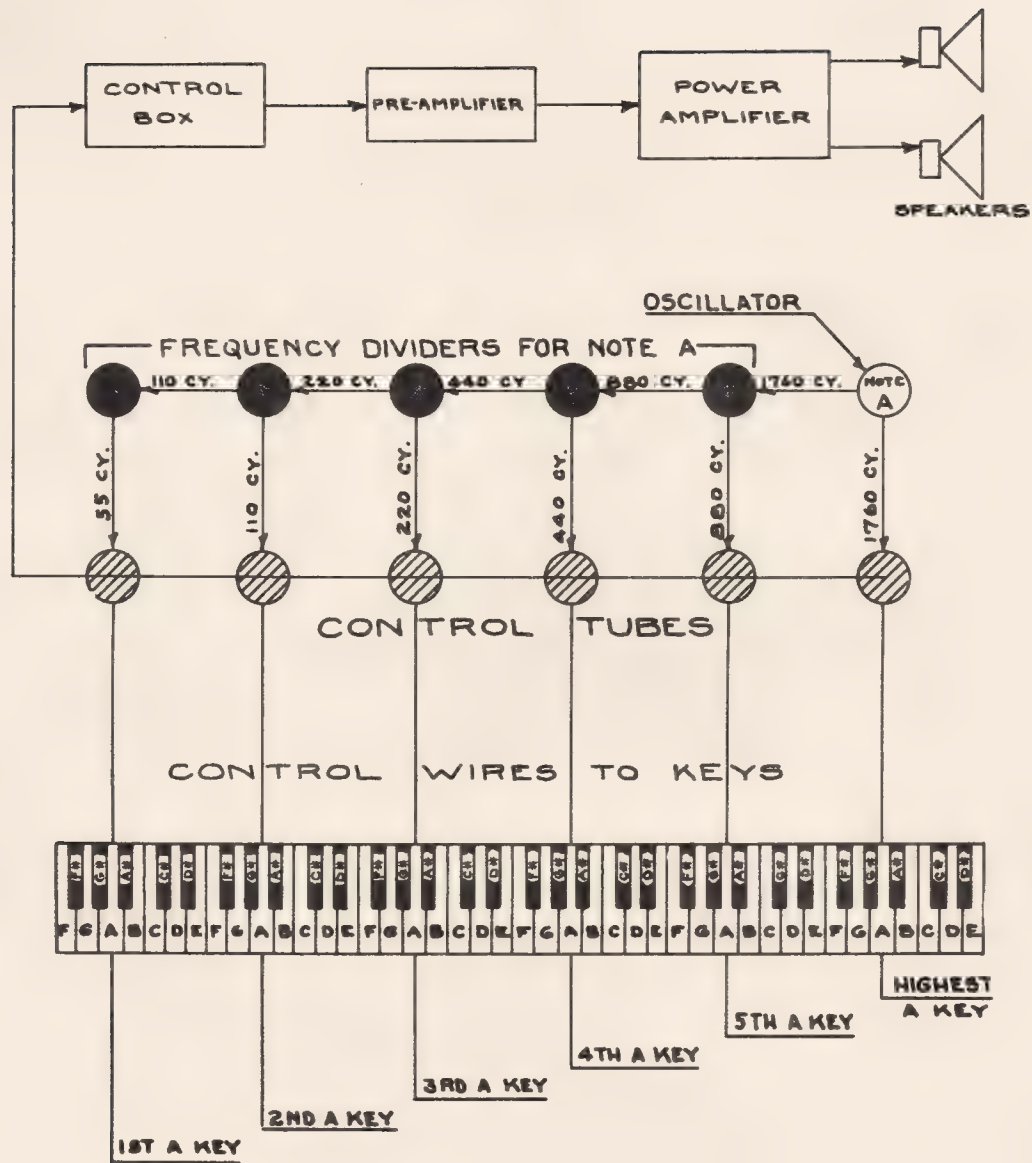 CONTROL
BOX
PRE-AMPLIFIER
POWER
AMPLIFIER
SPEAKERS
OSCILLATOR
FREQUENCY DIVIDERS FOR NOTE A
110 CY. 220 CY. 440 CY 880 CY. 1760 CY. NOTE
A
55 CY. 110 CY. 220 CY. 440 CY. 880 CY. 1760 CY.
CONTROL TUBES
CONTROL WIRES TO KEYS
F# G# A# C# D# F# G# A# C# D# F# G# A# C# D# F# G# A# C# D# F# G# A# C# D# F# G# A# C# D#
F G A B C D E F G A B C D E F G A B C D E F G A B C D E F G A B C D E F G A B C D E
HIGHEST
A KEY
5TH A KEY
4TH A KEY
3RD A KEY
2ND A KEY
1ST A KEY